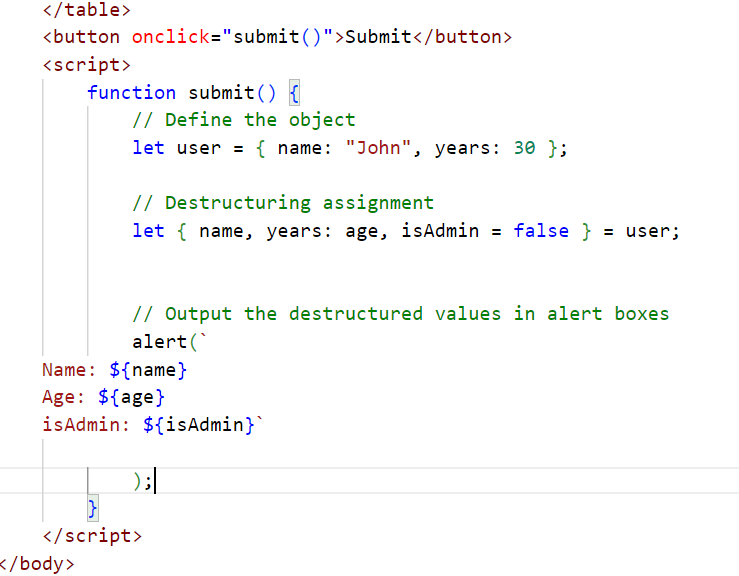 </table>
<button onclick="submit()">Submit</button>
<script>
function submit() {
// Define the object
let user = { name: "John", years: 30 };
// Destructuring assignment
let { name, years: age, isAdmin = false } = user;
// Output the destructured values in alert boxes
alert(`
Name: ${name}
Age: ${age}
isAdmin: ${isAdmin}`
);
}
</script>
</body>